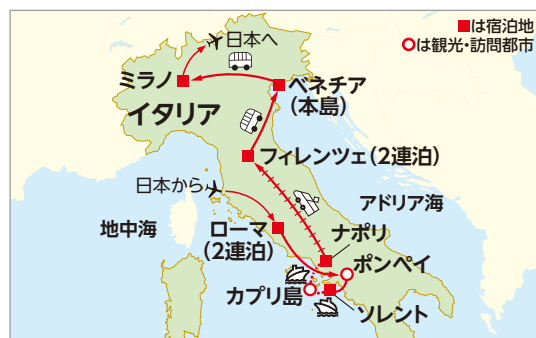 ■は宿泊地
○は観光・訪問都市
日本へ
ミラノ
ベネチア
(本島)
イタリア
フィレンツェ(2連泊)
日本から
アドリア海
地中海
ローマ
(2連泊)
ナポリ
ポンペイ
カプリ島
ソレント